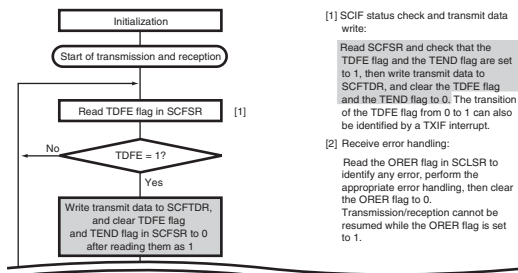 Initialization
Start of transmission and reception
Read TDFE flag in SCFSR
[1]
No
TDFE = 1?
Yes
Write transmit data to SCFTDR,
and clear TDFE flag
and TEND flag in SCFSR to 0
after reading them as 1
[1] SCIF status check and transmit data
write:
Read SCFSR and check that the
TDFE flag and the TEND flag are set
to 1, then write transmit data to
SCFTDR, and clear the TDFE flag
and the TEND flag to 0. The transition
of the TDFE flag from 0 to 1 can also
be identified by a TXIF interrupt.
[2] Receive error handling:
Read the ORER flag in SCLSR to
identify any error, perform the
appropriate error handling, then clear
the ORER flag to 0.
Transmission/reception cannot be
resumed while the ORER flag is set
to 1.